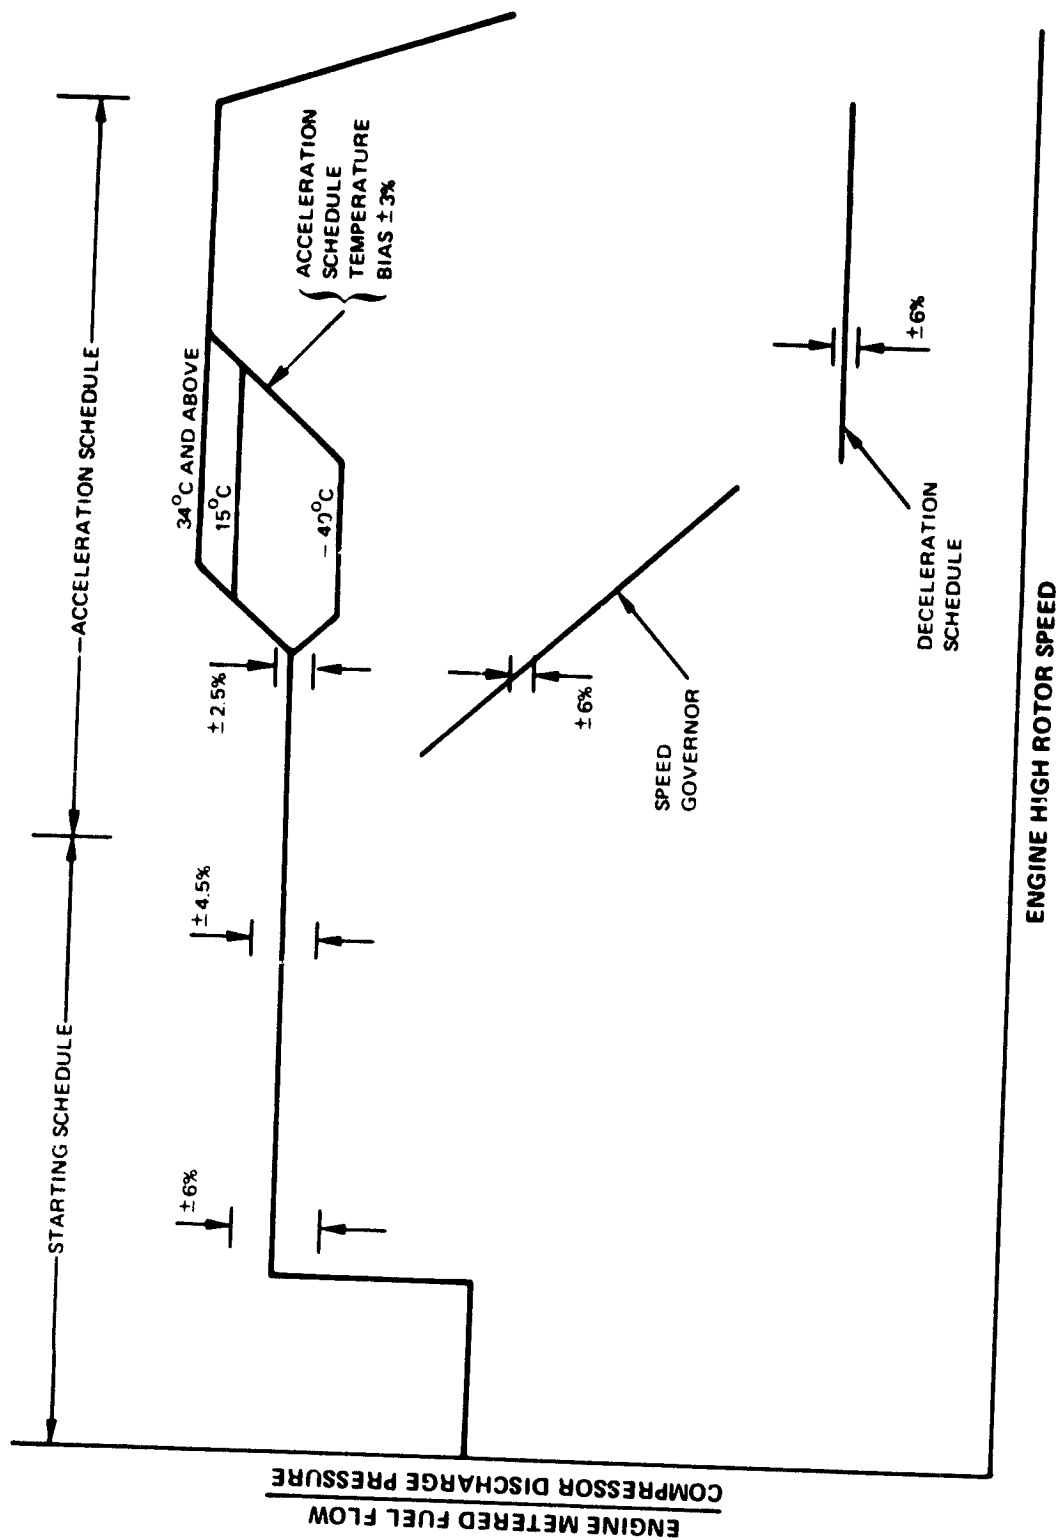 STARTING SCHEDULE
ACCELERATION SCHEDULE
±6%
±4.5%
±2.5%
34°C AND ABOVE
15°C
-40°C
ACCELERATION
SCHEDULE
TEMPERATURE
BIAS ±3%
±6%
SPEED
GOVERNOR
±6%
DECELERATION
SCHEDULE
ENGINE METERED FUEL FLOW
COMPRESSOR DISCHARGE PRESSURE
ENGINE HIGH ROTOR SPEED